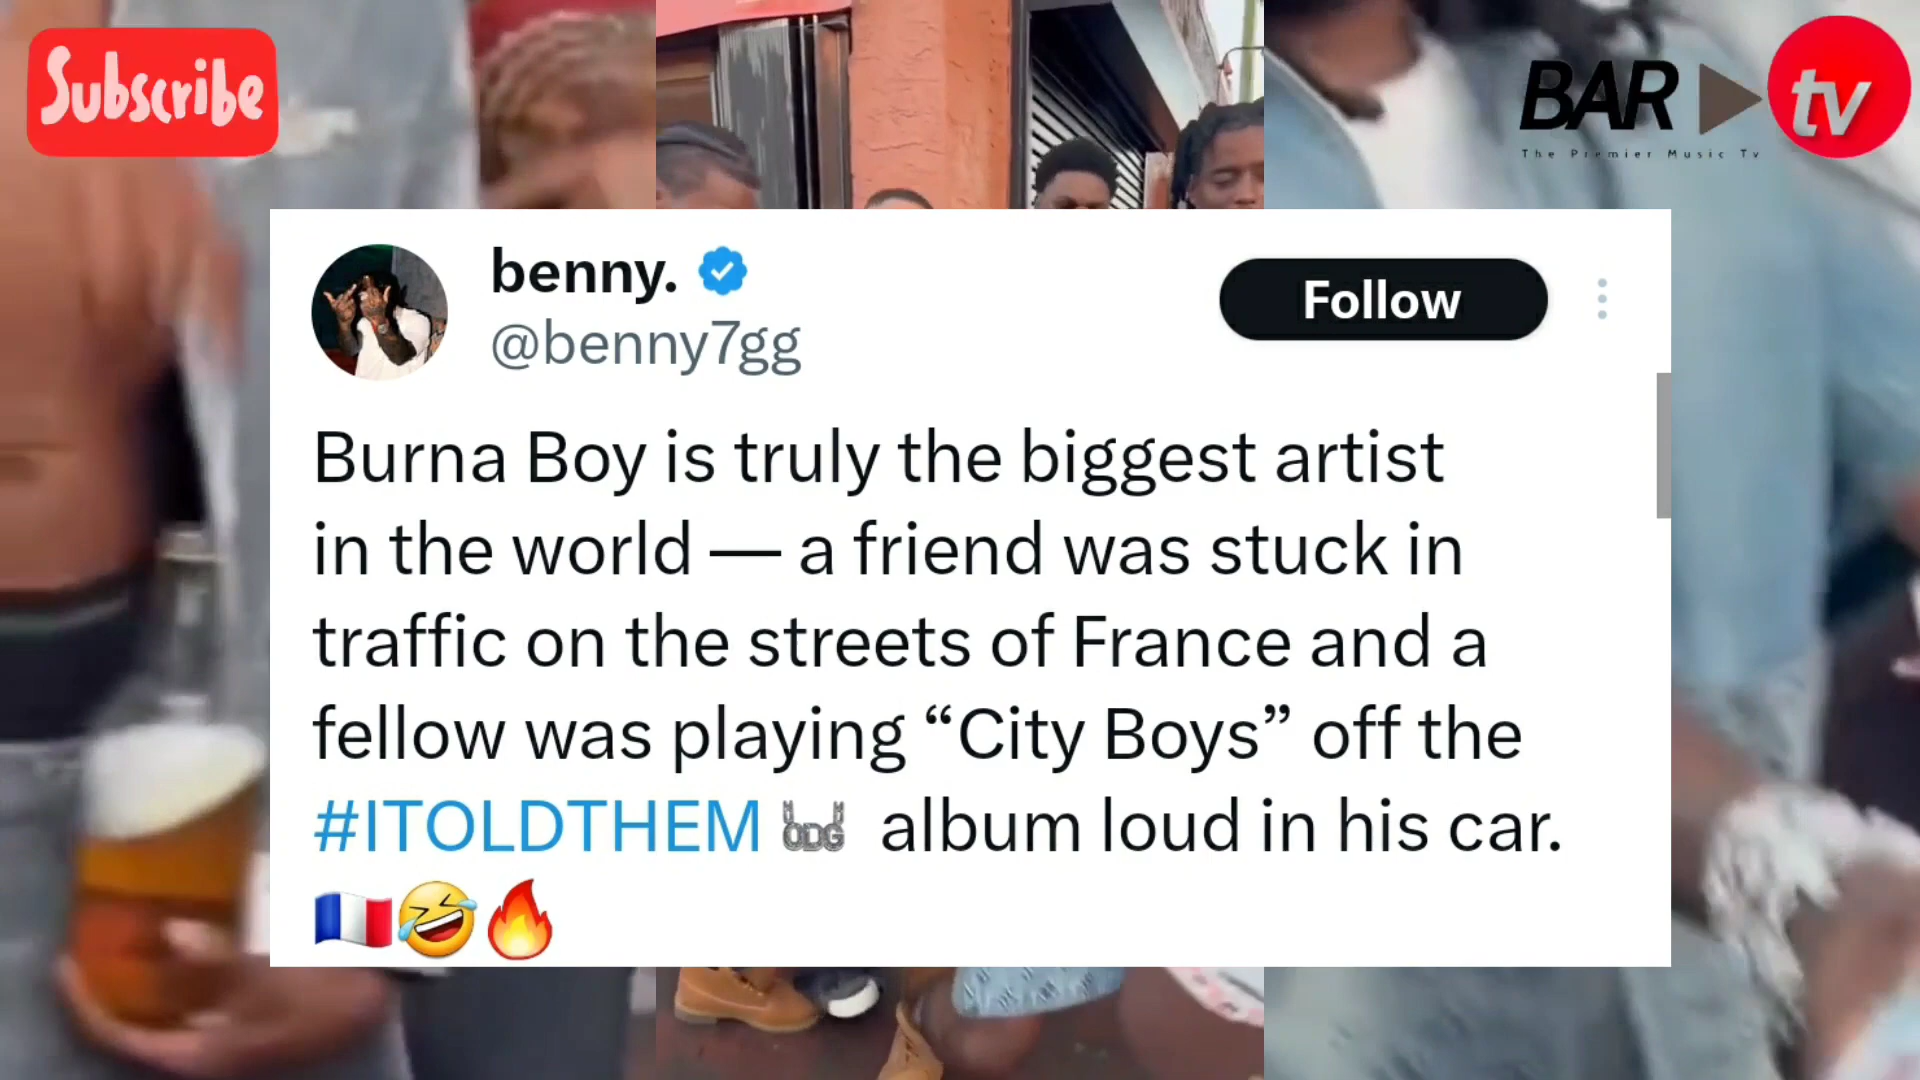 Subscribe
BAR tv
The Premier Music Tv
benny.
@benny7gg
Follow
Burna Boy is truly the biggest artist
in the world — a friend was stuck in
traffic on the streets of France and a
fellow was playing “City Boys” off the
#ITOLDTHEM ODG album loud in his car.
🇫🇷🤣🔥